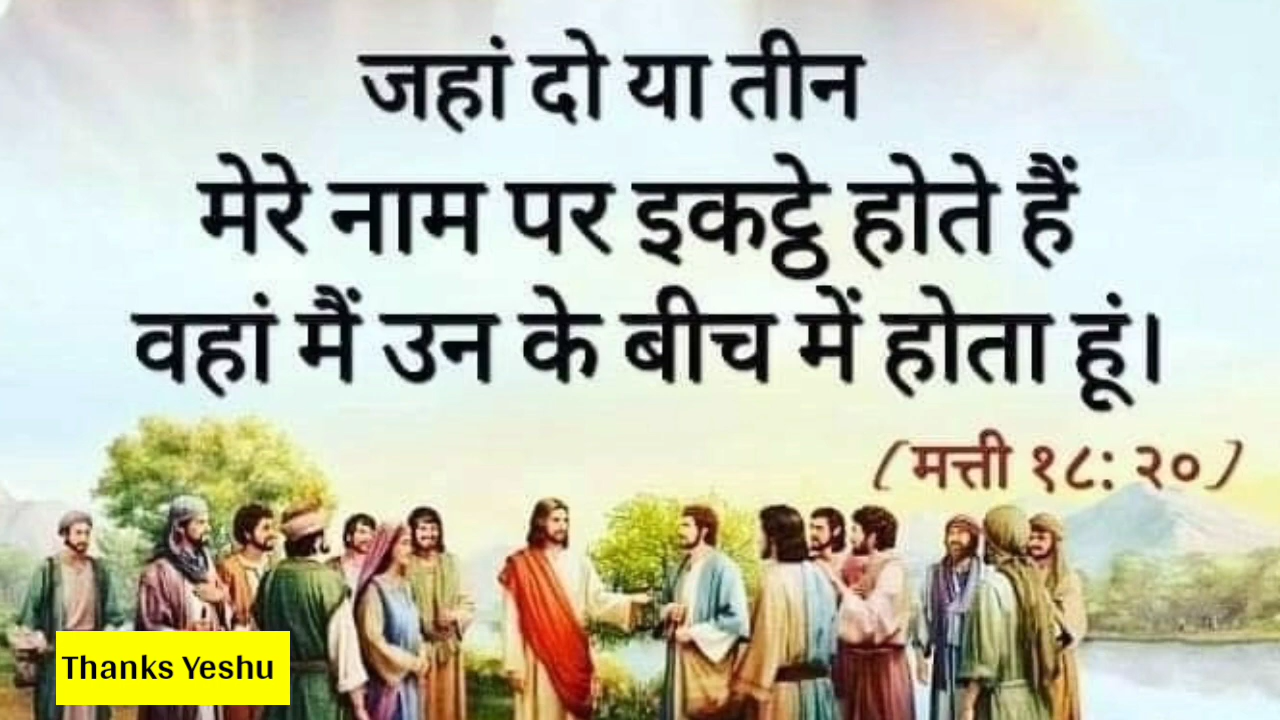 जहां दो या तीन
मेरे नाम पर इकट्ठे होते हैं
वहां मैं उन के बीच में होता हूं।
(मत्ती १८: २०)
Thanks Yeshu